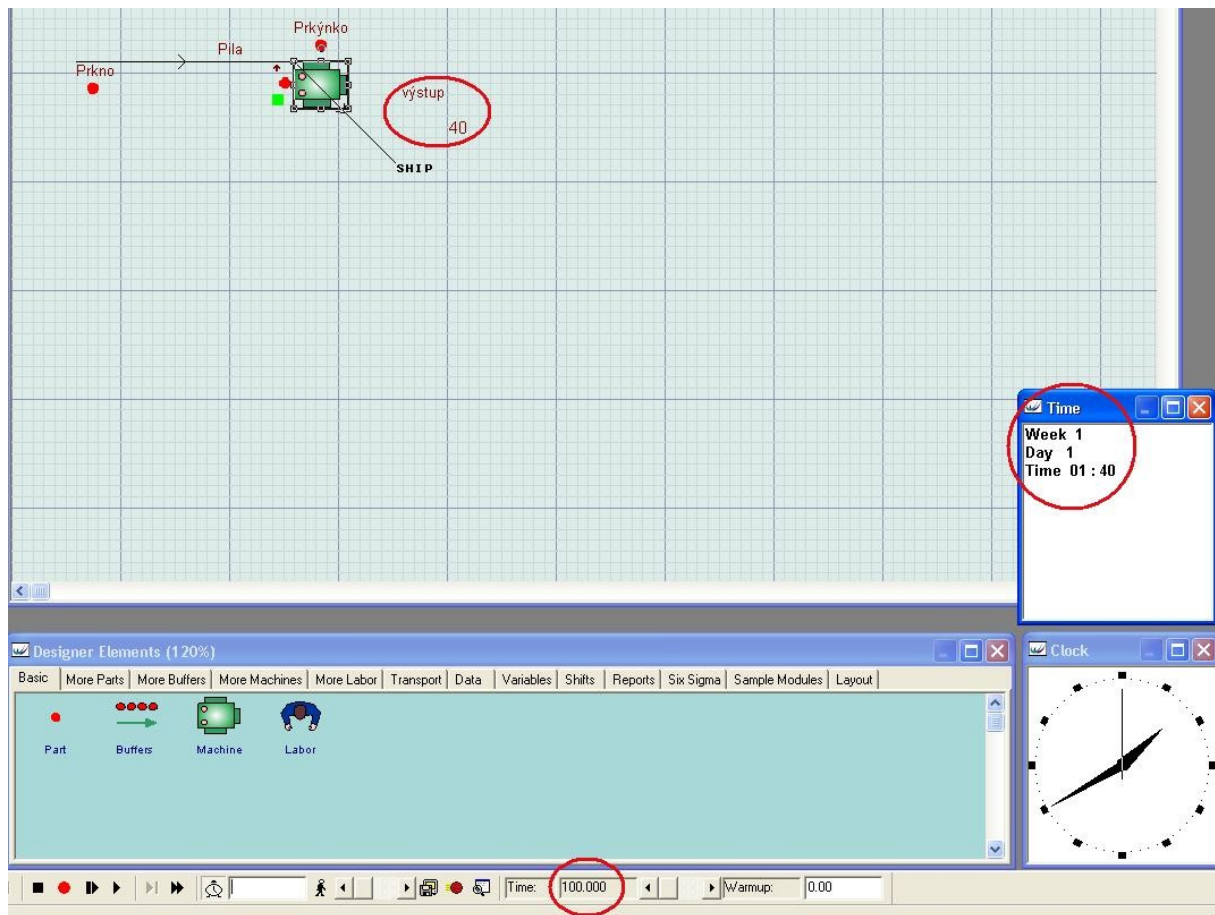 Prkýnko
Pila
Prkno
výstup
40
SHIP
Time
Week 1
Day 1
Time 01 : 40
Designer Elements (120%)
Basic More Parts More Buffers More Machines More Labor Transport Data Variables Shifts Reports Six Sigma Sample Modules Layout
Part Buffers Machine Labor
Clock
Time: 100.000 Warmup: 0.00